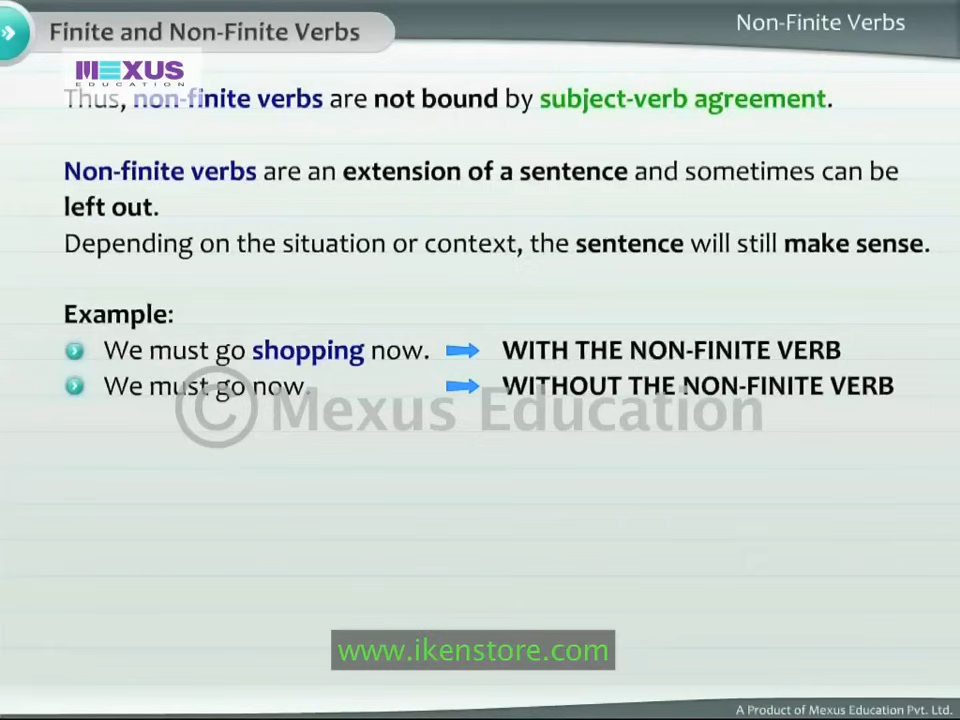 Finite and Non-Finite Verbs
Non-Finite Verbs
MEXUS
EDUCATION
Thus, non-finite verbs are not bound by subject-verb agreement.
Non-finite verbs are an extension of a sentence and sometimes can be
left out.
Depending on the situation or context, the sentence will still make sense.
Example:
We must go shopping now. WITH THE NON-FINITE VERB
We must go now. WITHOUT THE NON-FINITE VERB
© Mexus Education
www.ikenstore.com
A Product of Mexus Education Pvt. Ltd.